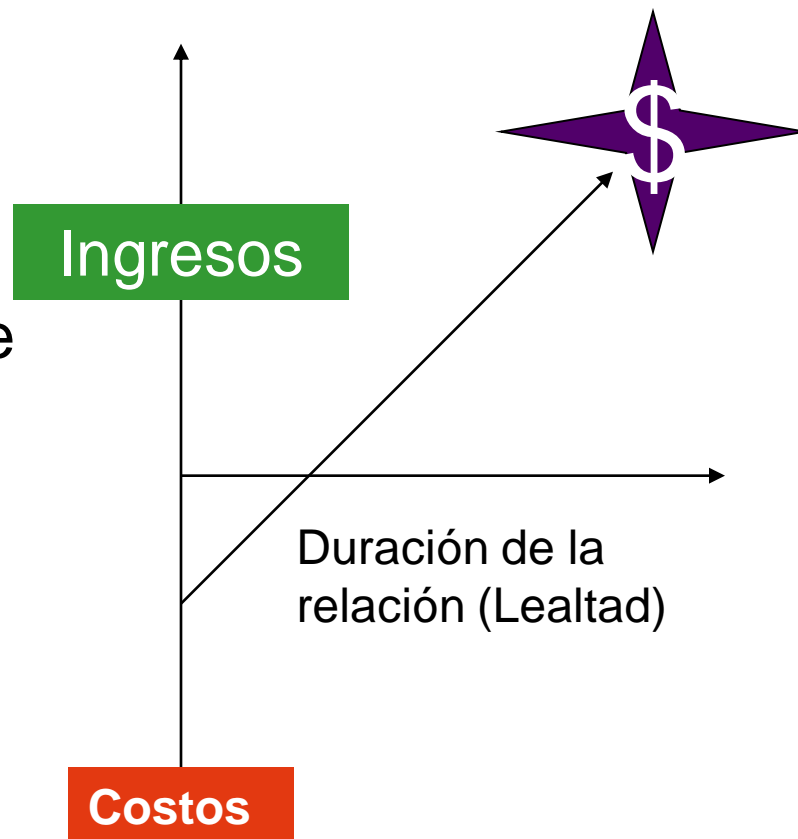 $
Ingresos
e
Duración de la
relación (Lealtad)
Costos